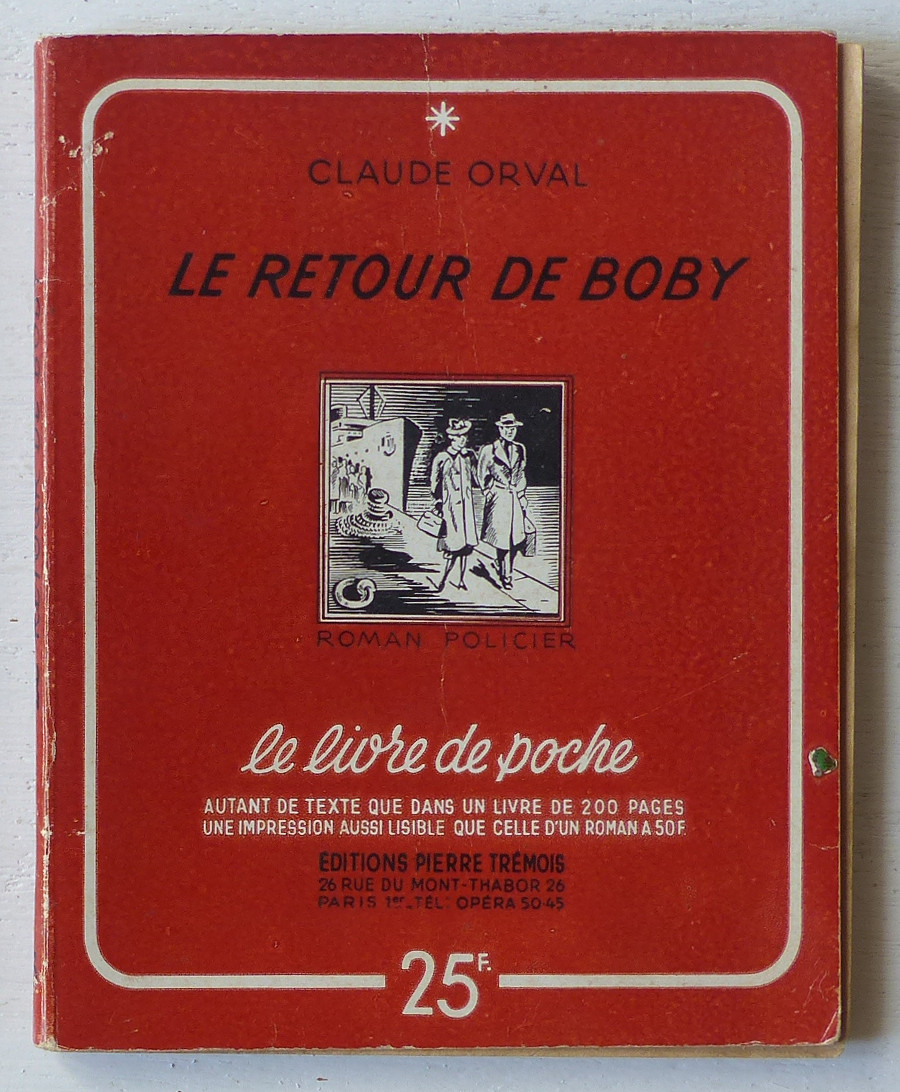 *
CLAUDE ORVAL
LE RETOUR DE BOBY
ROMAN POLICIER
le livre de poche
AUTANT DE TEXTE QUE DANS UN LIVRE DE 200 PAGES
UNE IMPRESSION AUSSI LISIBLE QUE CELLE D'UN ROMAN A 50F.
ÉDITIONS PIERRE TRÉMOIS
26 RUE DU MONT-THABOR 26
PARIS 1er_TÉL: OPÉRA 50-45
25F.